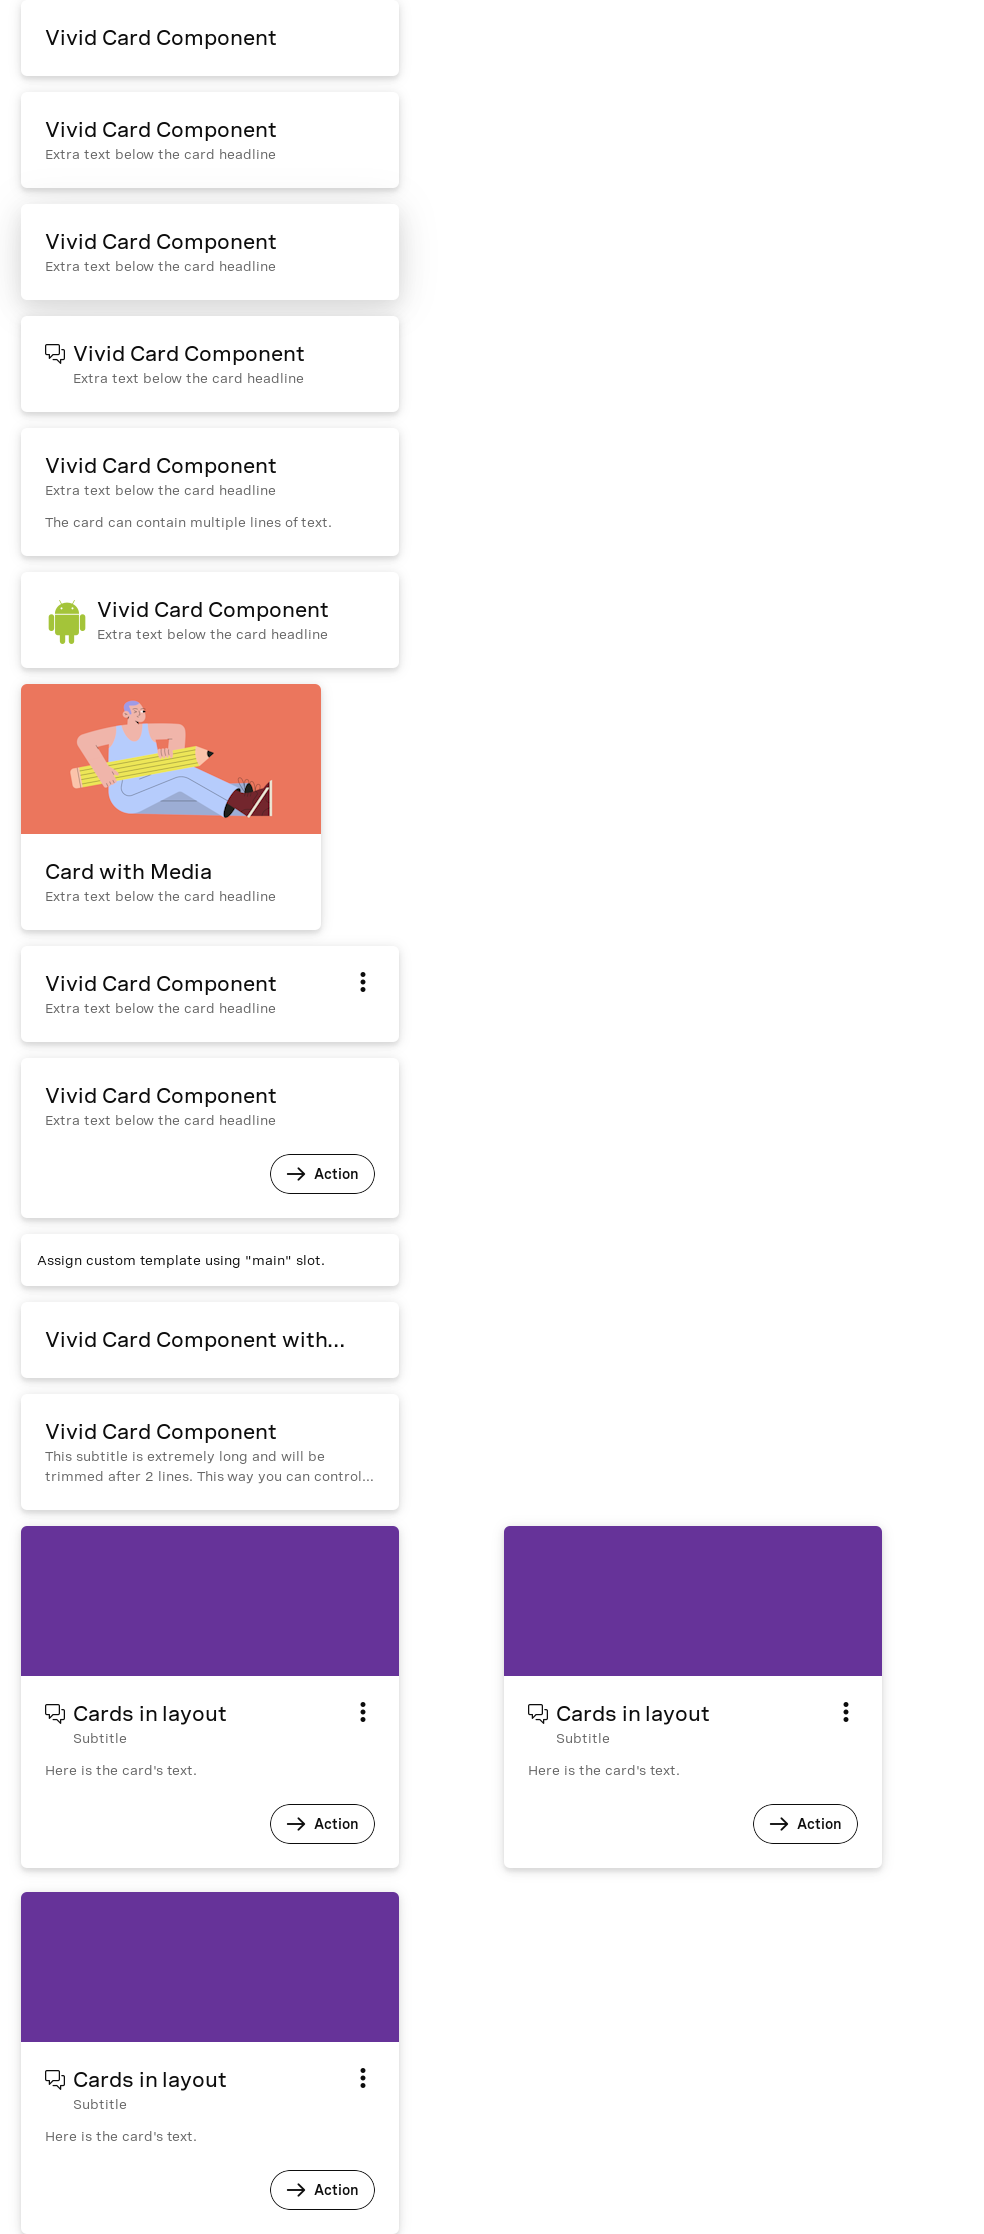 Vivid Card Component
Vivid Card Component
Extra text below the card headline
Vivid Card Component
Extra text below the card headline
Vivid Card Component
Extra text below the card headline
Vivid Card Component
Extra text below the card headline
The card can contain multiple lines of text.
Vivid Card Component
Extra text below the card headline
Card with Media
Extra text below the card headline
Vivid Card Component
Extra text below the card headline
Vivid Card Component
Extra text below the card headline
Action
Assign custom template using "main" slot.
Vivid Card Component with...
Vivid Card Component
This subtitle is extremely long and will be
trimmed after 2 lines. This way you can control...
Cards in layout
Subtitle
Here is the card's text.
Action
Cards in layout
Subtitle
Here is the card's text.
Action
Cards in layout
Subtitle
Here is the card's text.
Action